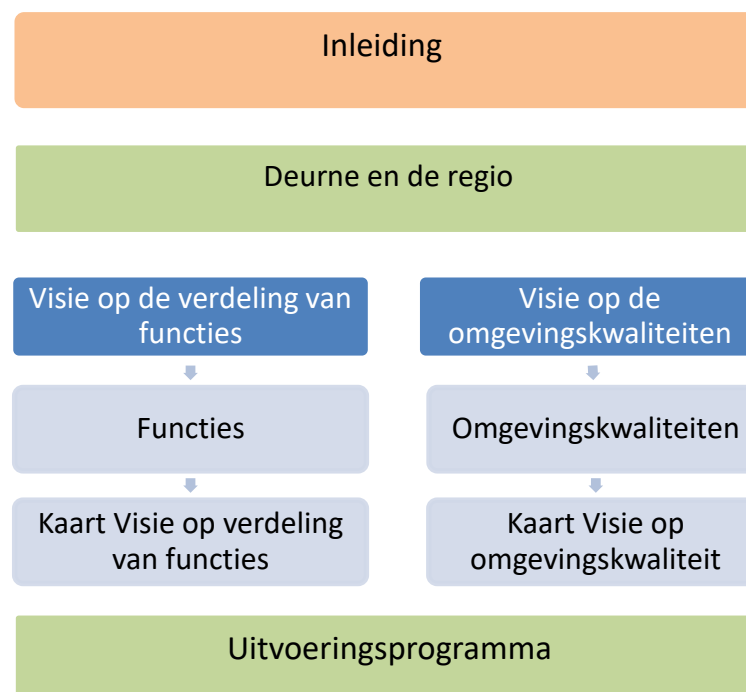 Inleiding
Deurne en de regio
Visie op de verdeling van
functies
Functies
Kaart Visie op verdeling
van functies
Visie op de
omgevingskwaliteiten
Omgevingskwaliteiten
Kaart Visie op
omgevingskwaliteit
Uitvoeringsprogramma